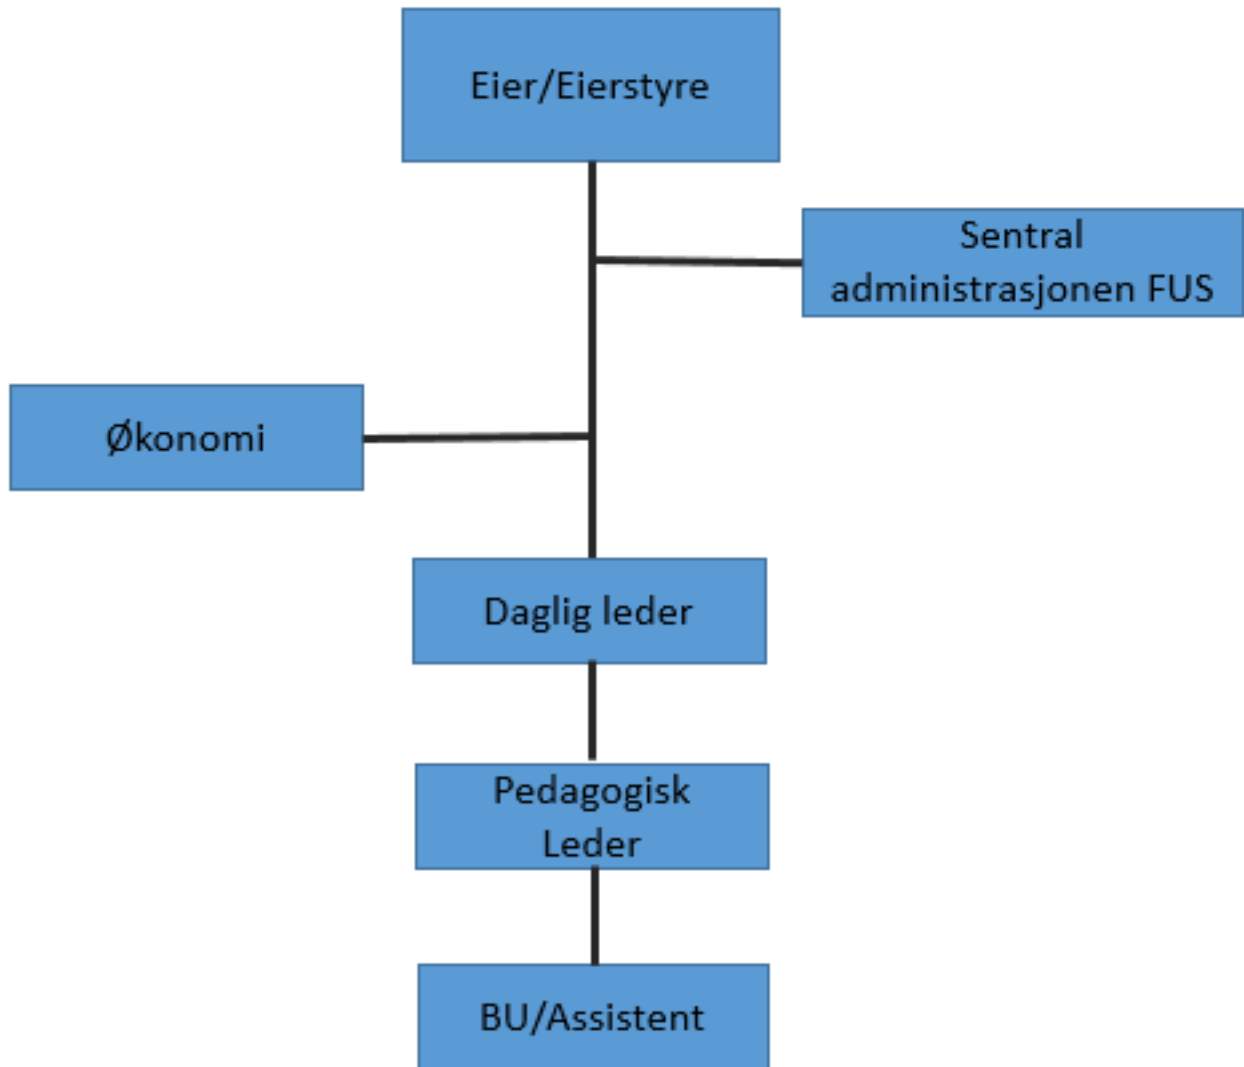 Eier/Eierstyre
Sentral
administrasjonen FUS
Økonomi
Daglig leder
Pedagogisk
Leder
BU/Assistent